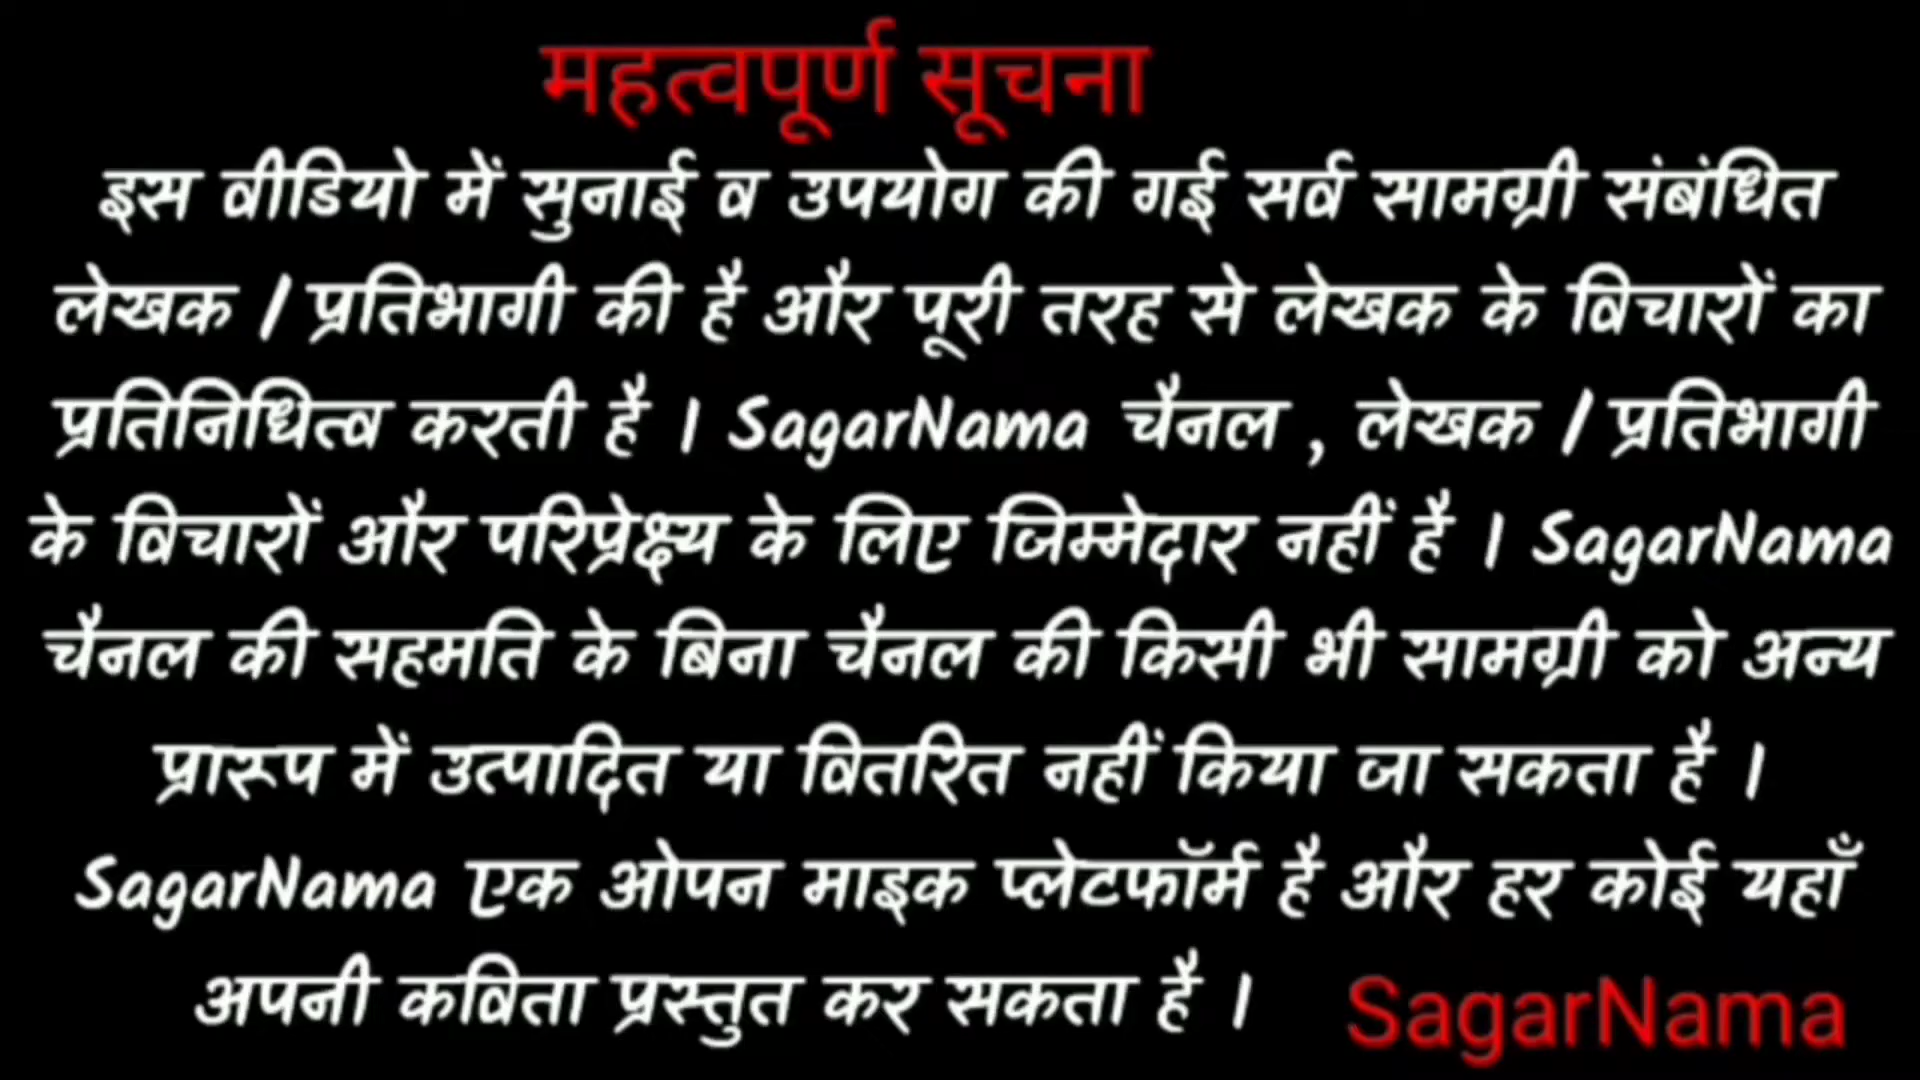 महत्वपूर्ण सूचना
इस वीडियो में सुनाई व उपयोग की गई सर्व सामग्री संबंधित
लेखक / प्रतिभागी की है और पूरी तरह से लेखक के विचारों का
प्रतिनिधित्व करती है । SagarNama चैनल , लेखक / प्रतिभागी
के विचारों और परिप्रेक्ष्य के लिए जिम्मेदार नहीं है । SagarNama
चैनल की सहमति के बिना चैनल की किसी भी सामग्री को अन्य
प्रारूप में उत्पादित या वितरित नहीं किया जा सकता है ।
SagarNama एक ओपन माइक प्लेटफॉर्म है और हर कोई यहाँ
अपनी कविता प्रस्तुत कर सकता है ।
SagarNama